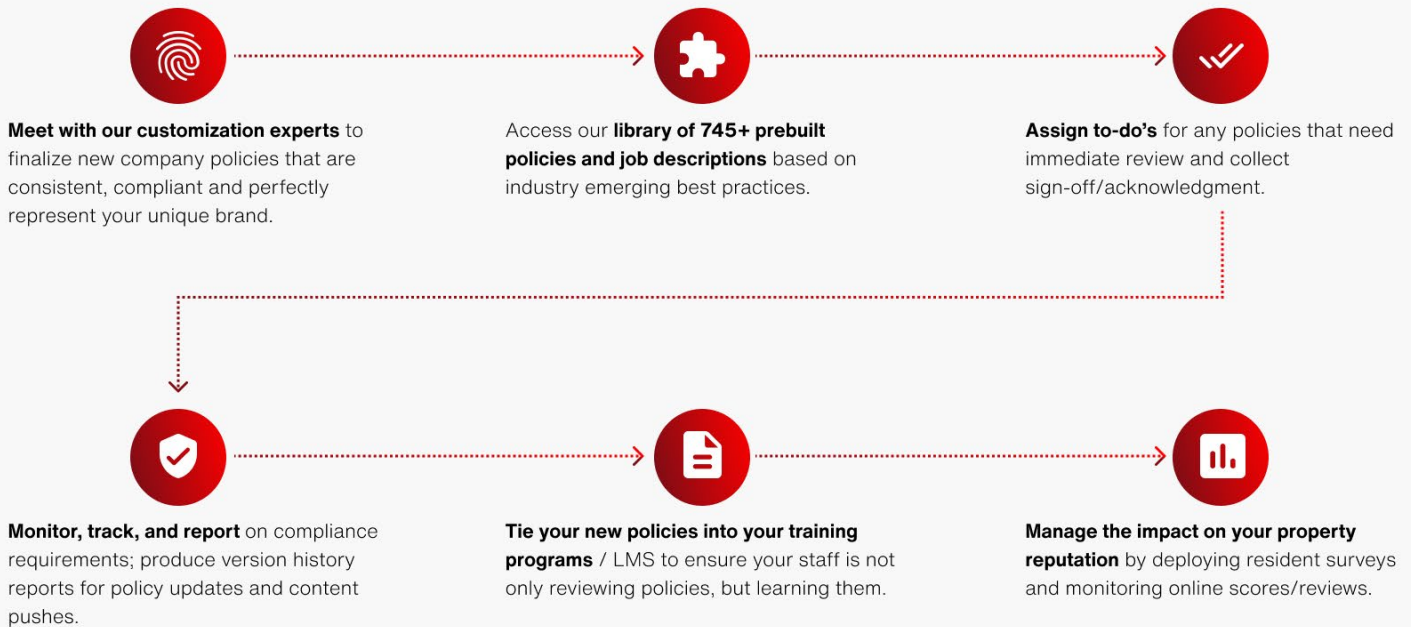 Meet with our customization experts to
finalize new company policies that are
consistent, compliant and perfectly
represent your unique brand.
Access our library of 745+ prebuilt
policies and job descriptions based on
industry emerging best practices.
Assign to-do’s for any policies that need
immediate review and collect
sign-off/acknowledgment.
Monitor, track, and report on compliance
requirements; produce version history
reports for policy updates and content
pushes.
Tie your new policies into your training
programs / LMS to ensure your staff is not
only reviewing policies, but learning them.
Manage the impact on your property
reputation by deploying resident surveys
and monitoring online scores/reviews.